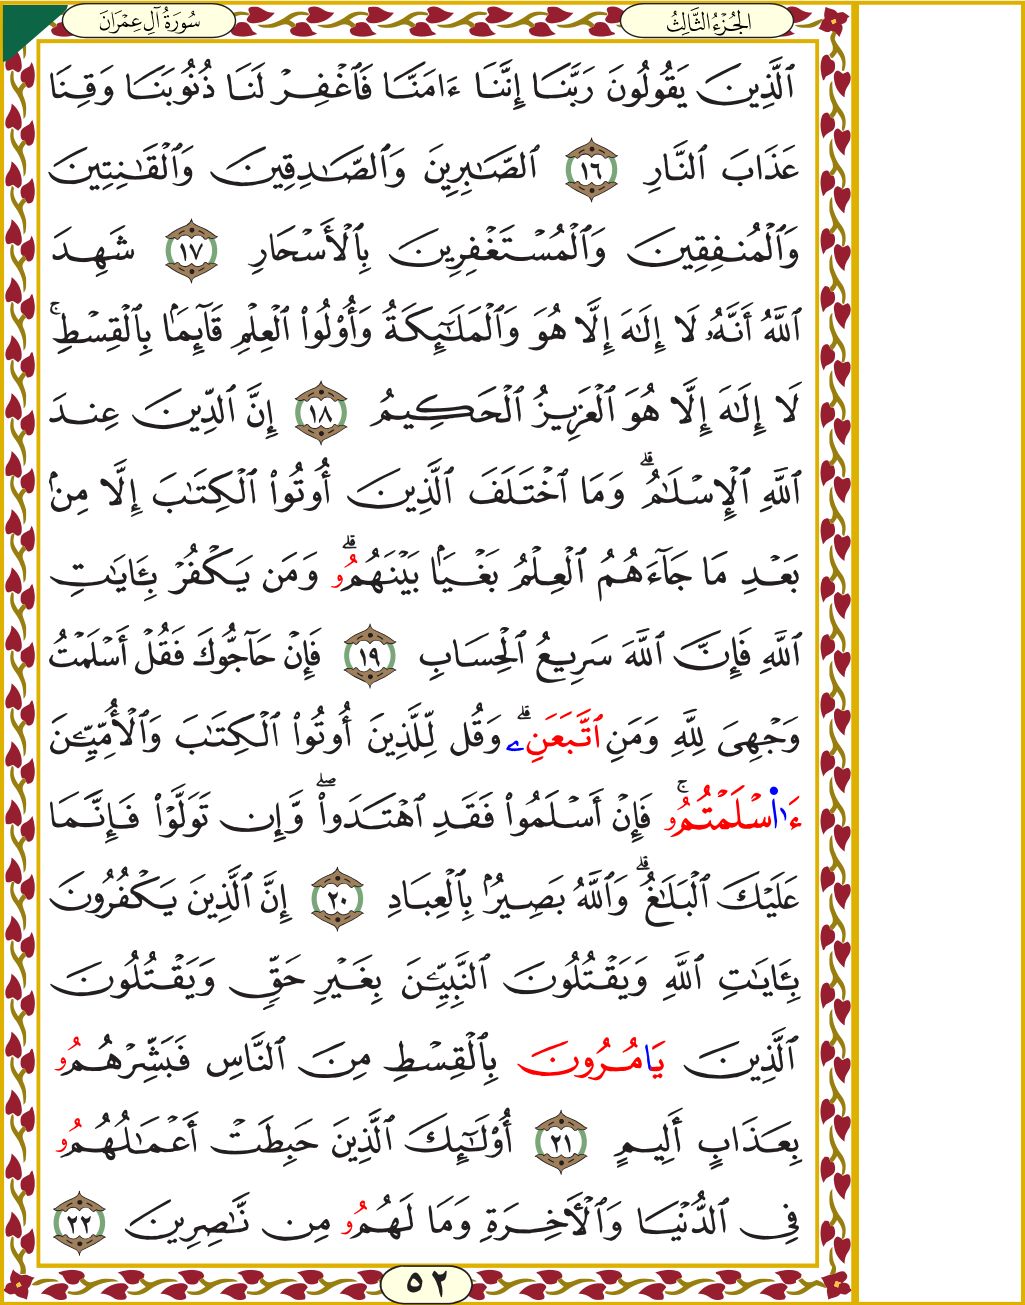 الجُزْءُ الثَّالِثُ
سُورَةُ آلِ عِمْرَانَ
ٱلَّذِينَ يَقُولُونَ رَبَّنَا إِنَّنَا ءَامَنَّا فَٱغْفِرْ لَنَا ذُنُوبَنَا وَقِنَا
عَذَابَ ٱلنَّارِ ١٦ ٱلصَّٰبِرِينَ وَٱلصَّٰدِقِينَ وَٱلْقَٰنِتِينَ
وَٱلْمُنفِقِينَ وَٱلْمُسْتَغْفِرِينَ بِٱلْأَسْحَارِ ١٧ شَهِدَ
ٱللَّهُ أَنَّهُۥ لَا إِلَٰهَ إِلَّا هُوَ وَٱلْمَلَٰٓئِكَةُ وَأُوْلُواْ ٱلْعِلْمِ قَآئِمَۢا بِٱلْقِسْطِۚ
لَا إِلَٰهَ إِلَّا هُوَ ٱلْعَزِيزُ ٱلْحَكِيمُ ١٨ إِنَّ ٱلدِّينَ عِندَ
ٱللَّهِ ٱلْإِسْلَٰمُۗ وَمَا ٱخْتَلَفَ ٱلَّذِينَ أُوتُواْ ٱلْكِتَٰبَ إِلَّا مِنۢ
بَعْدِ مَا جَآءَهُمُ ٱلْعِلْمُ بَغْيَۢا بَيْنَهُمُۥۗ وَمَن يَكْفُرْ بِـَٔايَٰتِ
ٱللَّهِ فَإِنَّ ٱللَّهَ سَرِيعُ ٱلْحِسَابِ ١٩ فَإِنْ حَآجُّوكَ فَقُلْ أَسْلَمْتُ
وَجْهِىَ لِلَّهِ وَمَنِ ٱتَّبَعَنِۦۗ وَقُل لِّلَّذِينَ أُوتُواْ ٱلْكِتَٰبَ وَٱلْأُمِّيِّـۧنَ
ءَاٰسْلَمْتُمُۥۚ فَإِنْ أَسْلَمُواْ فَقَدِ ٱهْتَدَواْۖ وَّإِن تَوَلَّوْاْ فَإِنَّمَا
عَلَيْكَ ٱلْبَلَٰغُۗ وَٱللَّهُ بَصِيرُۢ بِٱلْعِبَادِ ٢٠ إِنَّ ٱلَّذِينَ يَكْفُرُونَ
بِـَٔايَٰتِ ٱللَّهِ وَيَقْتُلُونَ ٱلنَّبِيِّـۧنَ بِغَيْرِ حَقٍّ وَيَقْتُلُونَ
ٱلَّذِينَ يَامُرُونَ بِٱلْقِسْطِ مِنَ ٱلنَّاسِ فَبَشِّرْهُمُۥ
بِعَذَابٍ أَلِيمٍ ٢١ أُوْلَٰٓئِكَ ٱلَّذِينَ حَبِطَتْ أَعْمَٰلُهُمُۥ
فِى ٱلدُّنْيَا وَٱلْأٓخِرَةِ وَمَا لَهُمُۥ مِن نَّٰصِرِينَ ٢٢
٥٢